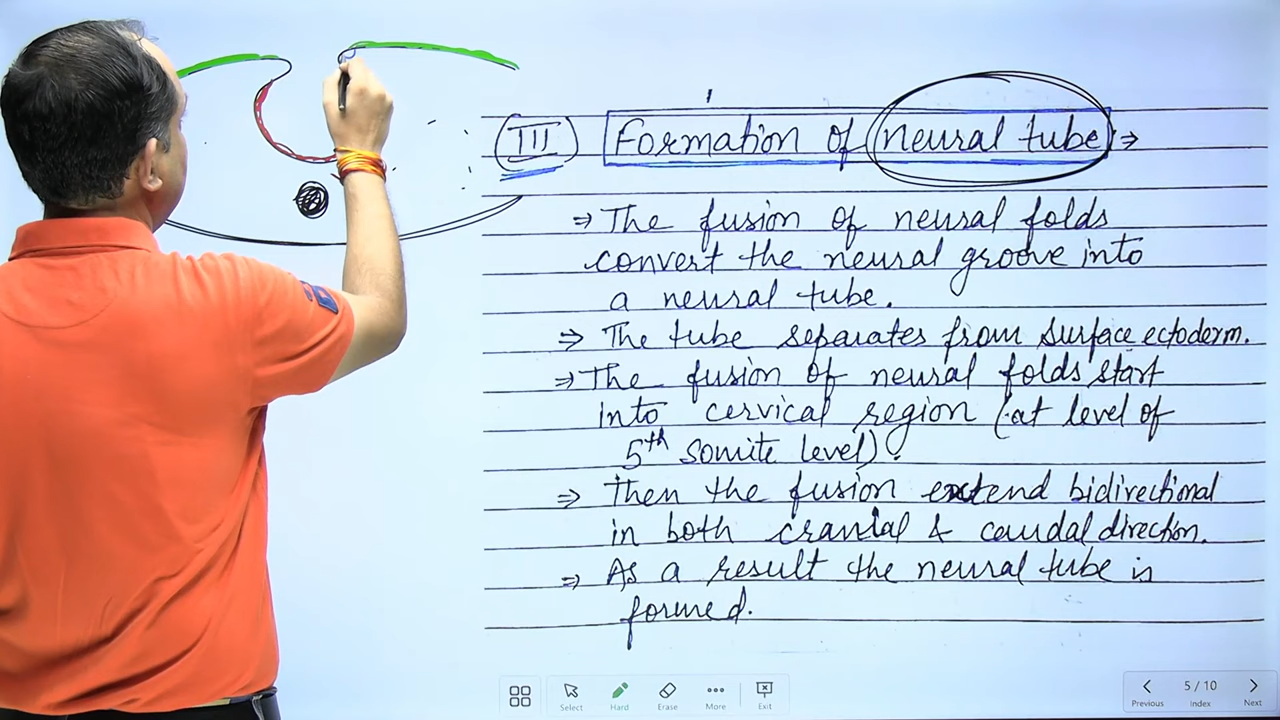 III Formation of neural tube :⇒
⇒ The fusion of neural folds
convert the neural groove into
a neural tube.
⇒ The tube separates from surface ectoderm.
⇒ The fusion of neural folds start
into cervical region (at level of
5th somite level).
⇒ Then the fusion extend bidirectional
in both cranial & caudal direction.
⇒ As a result the neural tube is
formed.
Select Hard Erase More Exit
5 / 10
Previous Index Next